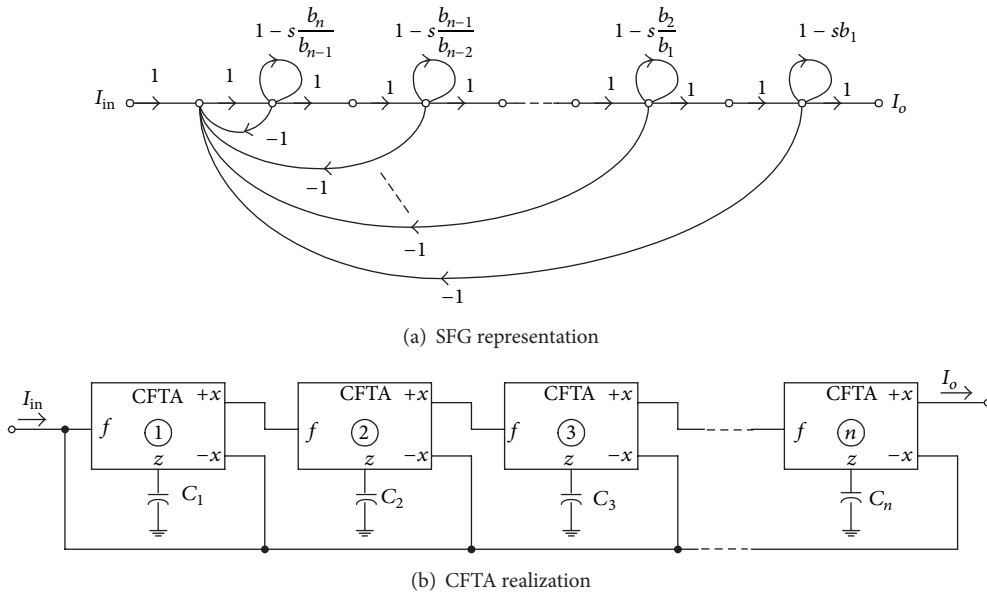 1 − s b_n/b_{n−1}
1 − s b_{n−1}/b_{n−2}
1 − s b_2/b_1
1 − sb_1
I_in 1 1 1 1 1 1 1 1 1 I_o
−1
−1
−1
−1
(a) SFG representation
I_in
CFTA +x
f 1
z −x
C_1
CFTA +x
f 2
z −x
C_2
CFTA +x
f 3
z −x
C_3
CFTA +x
f n
z −x
C_n
I_o
(b) CFTA realization